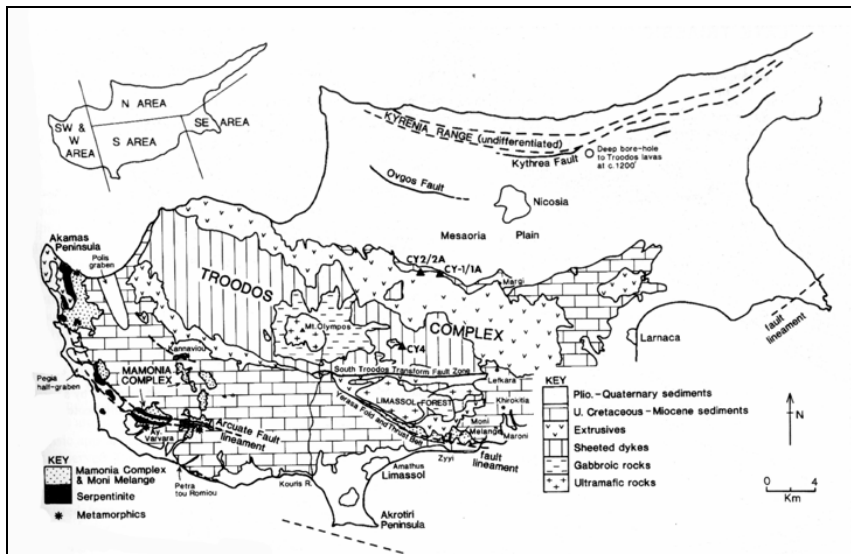 N AREA
SW &
W
AREA
S AREA
SE
AREA
KYRENIA RANGE (undifferentiated)
Kythrea Fault
Deep bore-hole
to Troodos lavas
at c.1200'
Ovgos Fault
Nicosia
Mesaoria Plain
Akamas
Peninsula
Polis
graben
CY2/2A
CY-1/1A
Margi
TROODOS
COMPLEX
Mt.Olympos
CY4
Larnaca
fault
lineament
Kannaviou
South Troodos Transform Fault Zone
Lefkara
MAMONIA
COMPLEX
Pegia
half-graben
LIMASSOL FOREST
Khirokitia
Yerasa Fold and Thrust Belt
Moni
Melange
Maroni
Arcuate Fault
lineament
Ay.
Varvara
fault
lineament
Zyyi
Amathus
Limassol
Petra
tou Romiou
Kouris R.
Akrotiri
Peninsula
KEY
Mamonia Complex
& Moni Melange
Serpentinite
Metamorphics
KEY
Plio.-Quaternary sediments
U. Cretaceous-Miocene sediments
Extrusives
Sheeted dykes
Gabbroic rocks
Ultramafic rocks
N
0 4
Km